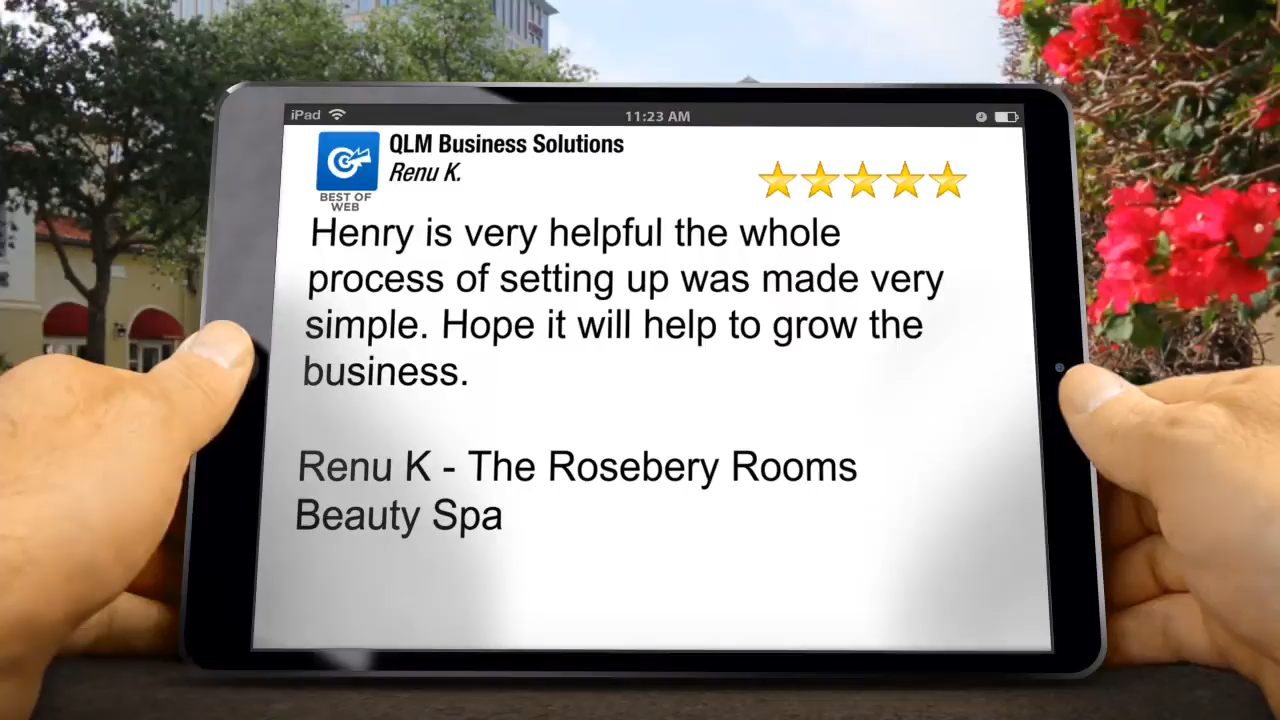 iPad 11:23 AM
QLM Business Solutions
Renu K.
BEST OF
WEB
Henry is very helpful the whole
process of setting up was made very
simple. Hope it will help to grow the
business.
Renu K - The Rosebery Rooms
Beauty Spa